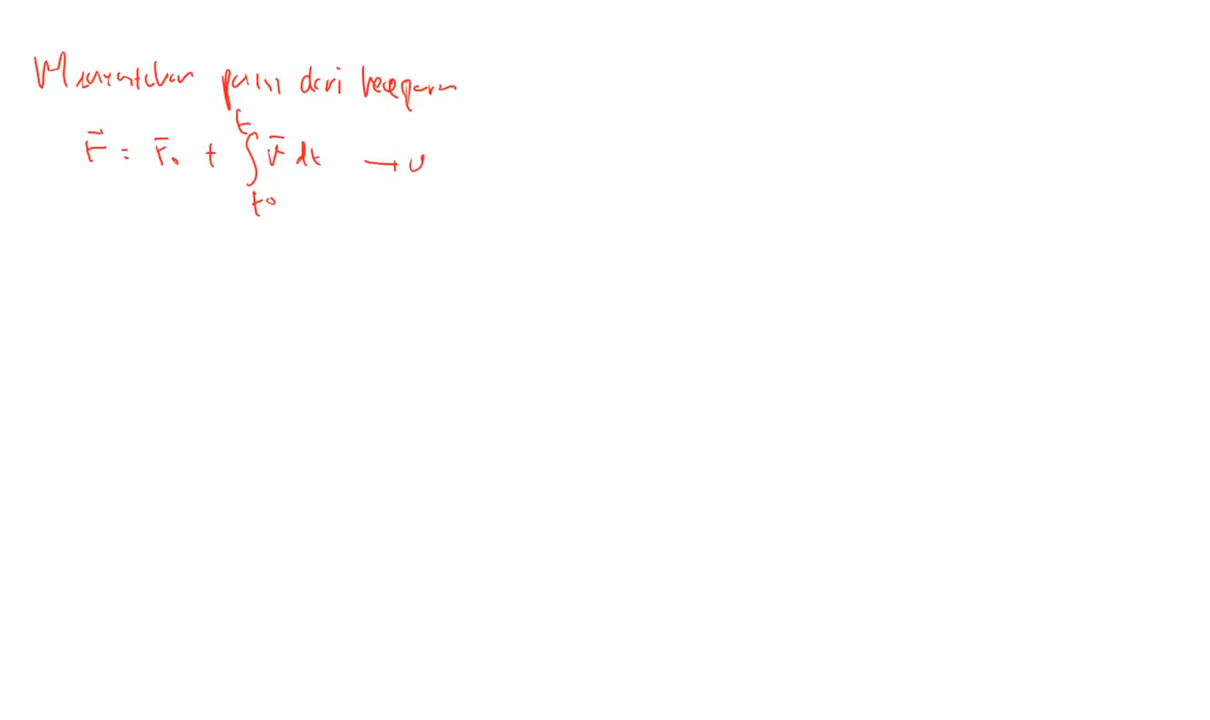 Menentukan posisi dari kecepatan
r⃗ = r̄₀ + ∫_{t0}^{t} v̄ dt → v